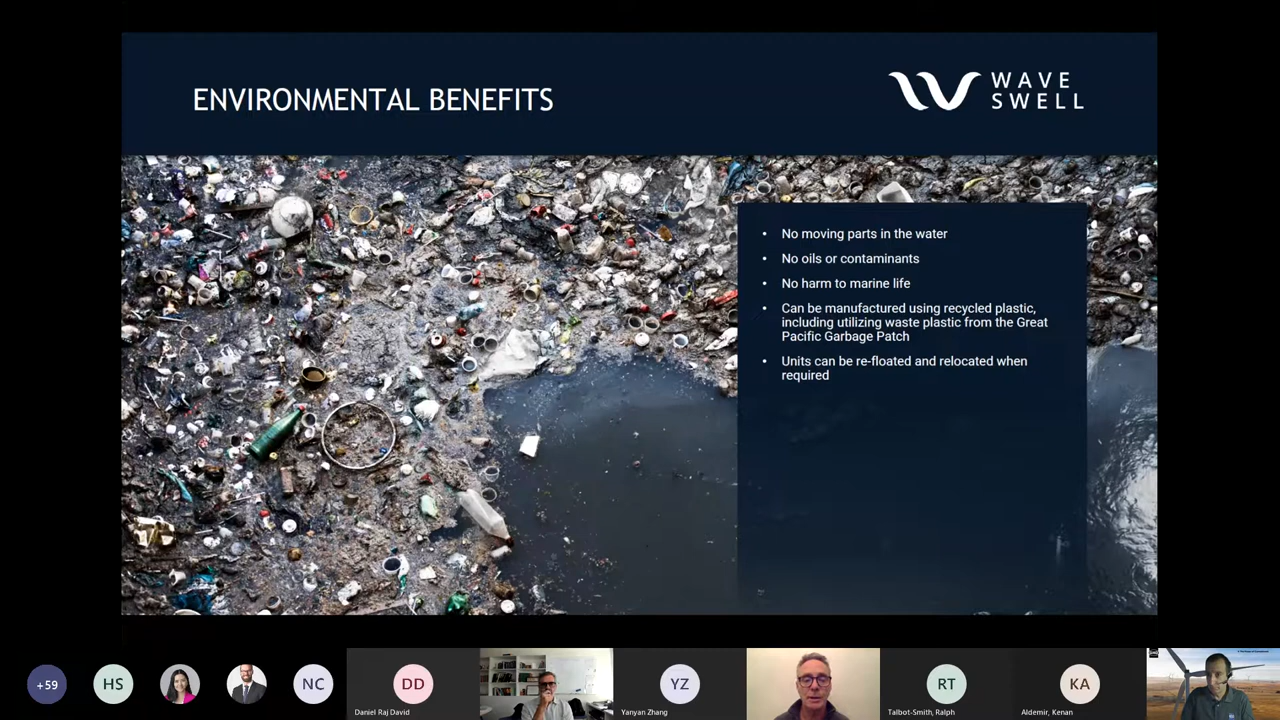 ENVIRONMENTAL BENEFITS
WAVE
SWELL
• No moving parts in the water
• No oils or contaminants
• No harm to marine life
• Can be manufactured using recycled plastic,
including utilizing waste plastic from the Great
Pacific Garbage Patch
• Units can be re-floated and relocated when
required
+59
HS
NC
DD
Daniel Raj David
YZ
Yanyan Zhang
RT
Talbot-Smith, Ralph
KA
Aldemir, Kenan